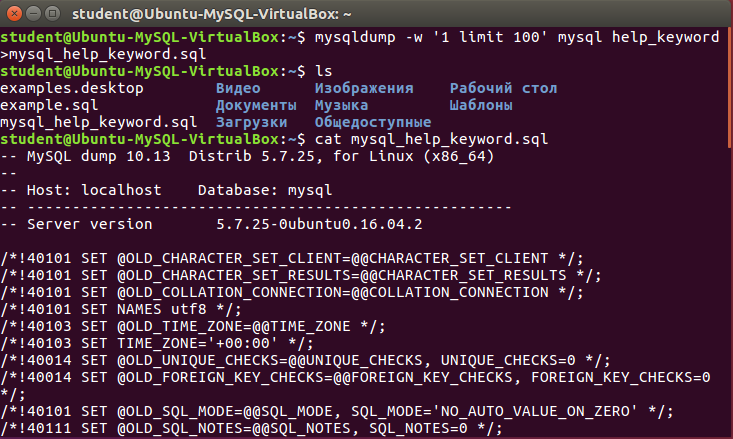 student@Ubuntu-MySQL-VirtualBox: ~
student@Ubuntu-MySQL-VirtualBox:~$ mysqldump -w '1 limit 100' mysql help_keyword
>mysql_help_keyword.sql
student@Ubuntu-MySQL-VirtualBox:~$ ls
examples.desktop Видео Изображения Рабочий стол
example.sql Документы Музыка Шаблоны
mysql_help_keyword.sql Загрузки Общедоступные
student@Ubuntu-MySQL-VirtualBox:~$ cat mysql_help_keyword.sql
-- MySQL dump 10.13  Distrib 5.7.25, for Linux (x86_64)
--
-- Host: localhost    Database: mysql
-- ------------------------------------------------------
-- Server version	5.7.25-0ubuntu0.16.04.2
/*!40101 SET @OLD_CHARACTER_SET_CLIENT=@@CHARACTER_SET_CLIENT */;
/*!40101 SET @OLD_CHARACTER_SET_RESULTS=@@CHARACTER_SET_RESULTS */;
/*!40101 SET @OLD_COLLATION_CONNECTION=@@COLLATION_CONNECTION */;
/*!40101 SET NAMES utf8 */;
/*!40103 SET @OLD_TIME_ZONE=@@TIME_ZONE */;
/*!40103 SET TIME_ZONE='+00:00' */;
/*!40014 SET @OLD_UNIQUE_CHECKS=@@UNIQUE_CHECKS, UNIQUE_CHECKS=0 */;
/*!40014 SET @OLD_FOREIGN_KEY_CHECKS=@@FOREIGN_KEY_CHECKS, FOREIGN_KEY_CHECKS=0
*/;
/*!40101 SET @OLD_SQL_MODE=@@SQL_MODE, SQL_MODE='NO_AUTO_VALUE_ON_ZERO' */;
/*!40111 SET @OLD_SQL_NOTES=@@SQL_NOTES, SQL_NOTES=0 */;